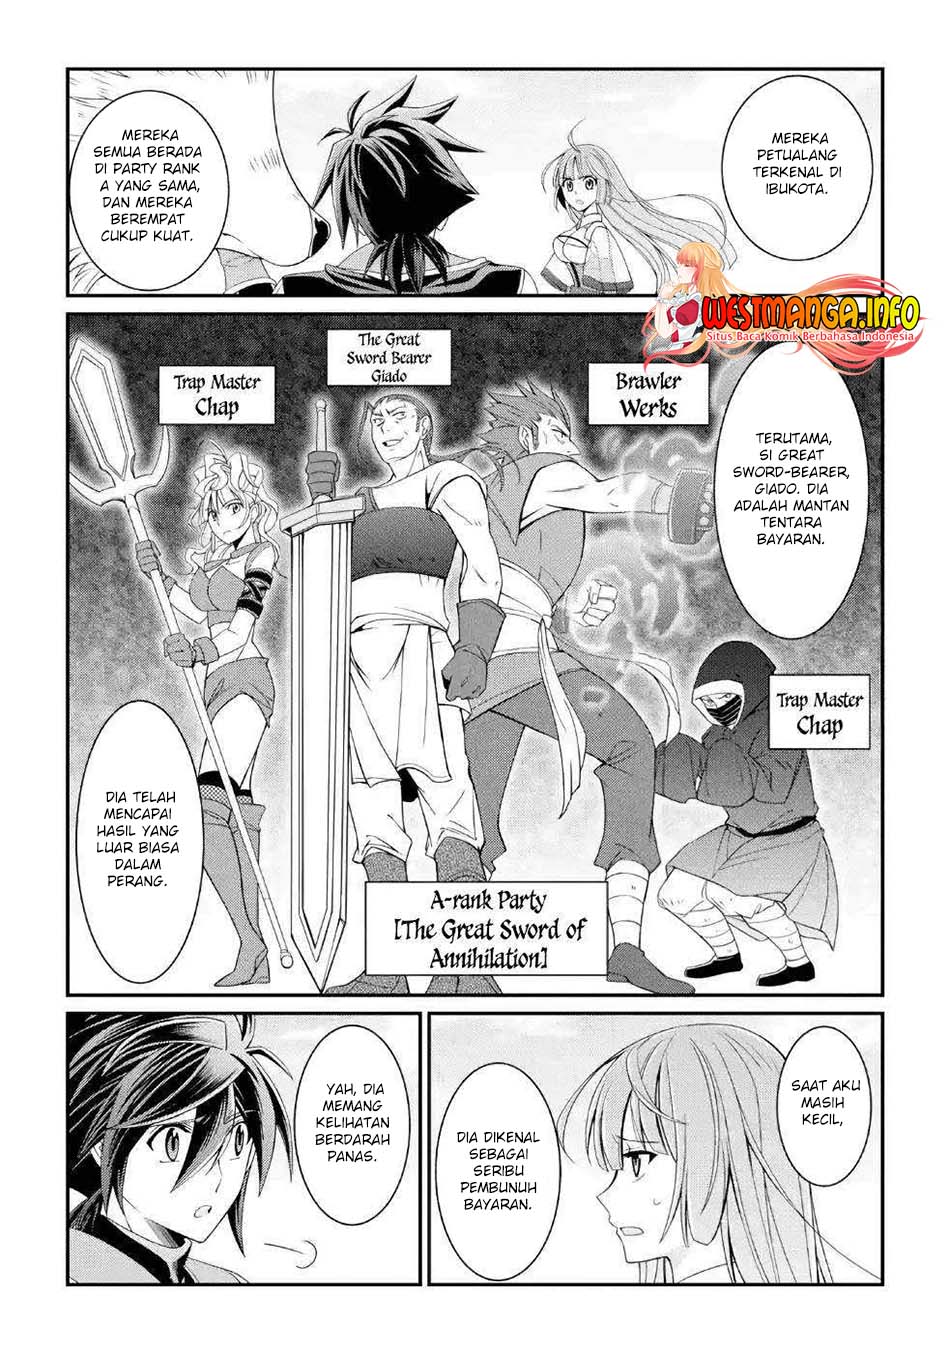 MEREKA
PETUALANG
TERKENAL DI
IBUKOTA.
MEREKA
SEMUA BERADA
DI PARTY RANK
A YANG SAMA,
DAN MEREKA
BEREMPAT
CUKUP KUAT.
WESTMANGA.INFO
Situs Baca Komik Berbahasa Indonesia
Brawler
Werks
The Great
Sword Bearer
Giado
Trap Master
Chap
TERUTAMA,
SI GREAT
SWORD-BEARER,
GIADO. DIA
ADALAH MANTAN
TENTARA
BAYARAN.
Trap Master
Chap
DIA TELAH
MENCAPAI
HASIL YANG
LUAR BIASA
DALAM
PERANG.
A-rank Party
[The Great Sword of
Annihilation]
SAAT AKU
MASIH
KECIL,
DIA DIKENAL
SEBAGAI
SERIBU
PEMBUNUH
BAYARAN.
YAH, DIA
MEMANG
KELIHATAN
BERDARAH
PANAS.